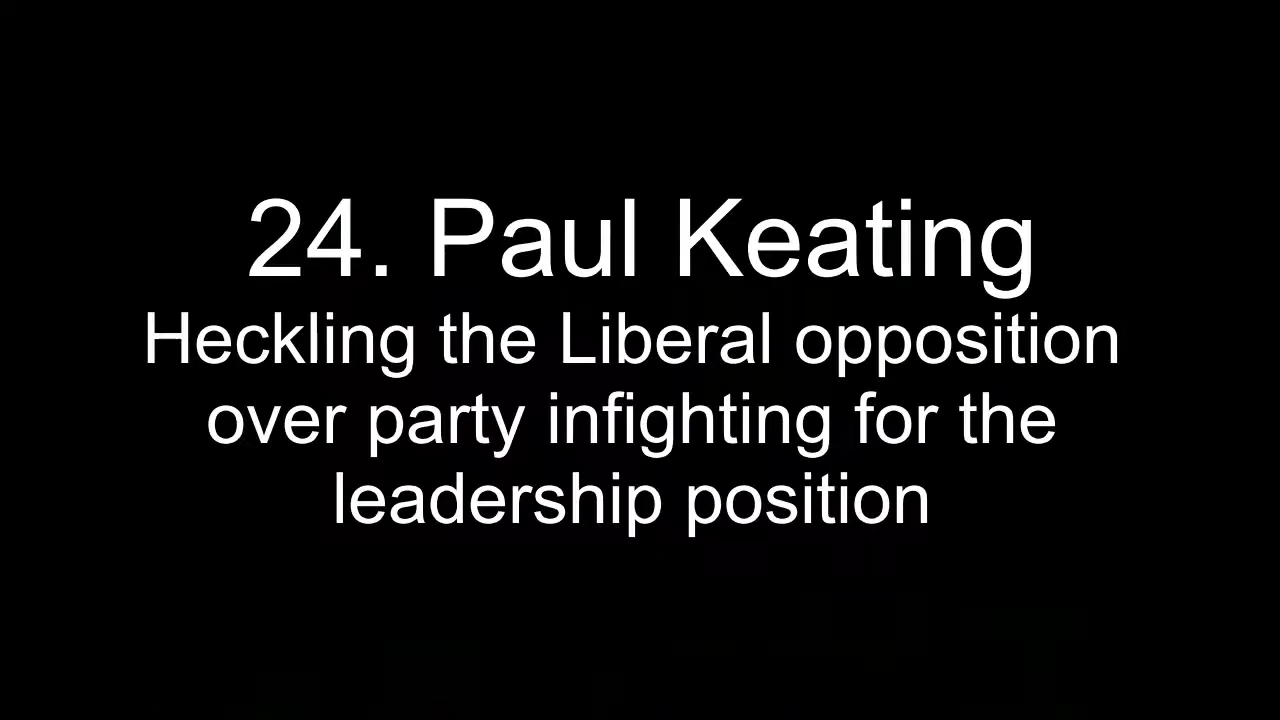 24. Paul Keating
Heckling the Liberal opposition
over party infighting for the
leadership position